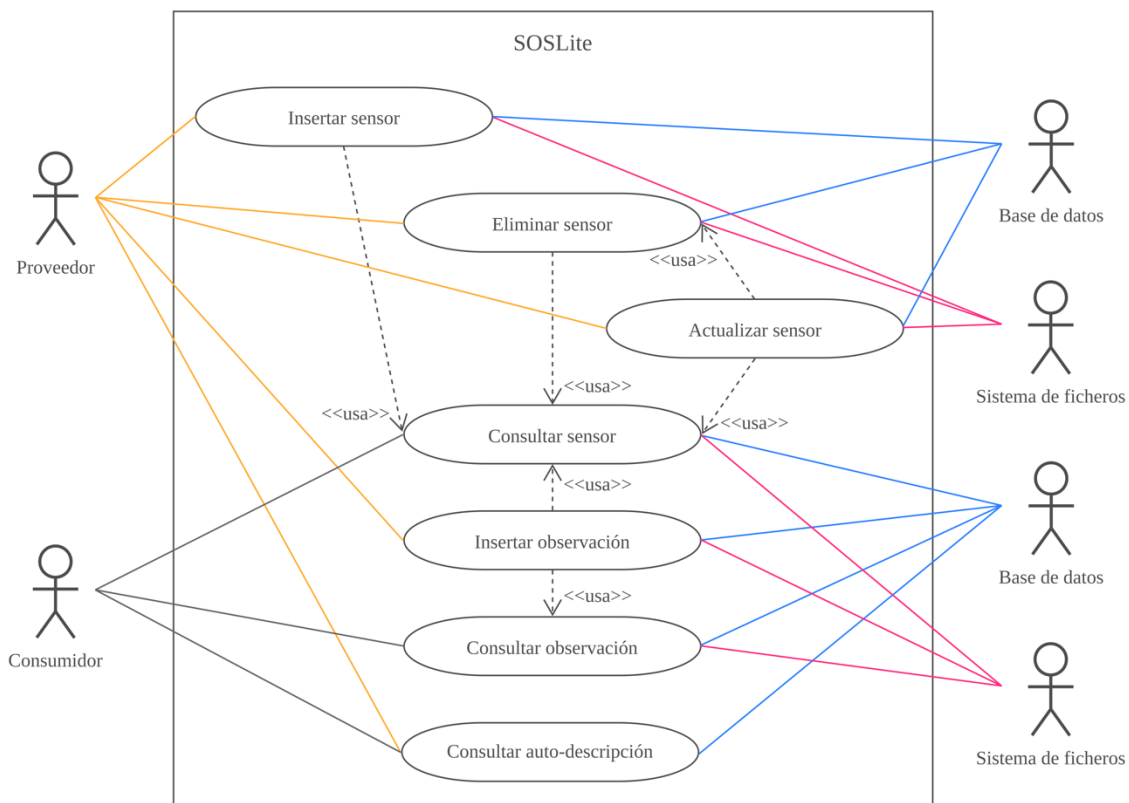 SOSLite
Insertar sensor
Base de datos
Eliminar sensor
Proveedor
<<usa>>
Actualizar sensor
Sistema de ficheros
<<usa>>
<<usa>>
<<usa>>
Consultar sensor
<<usa>>
Insertar observación
Base de datos
<<usa>>
Consultar observación
Consumidor
Consultar auto-descripción
Sistema de ficheros